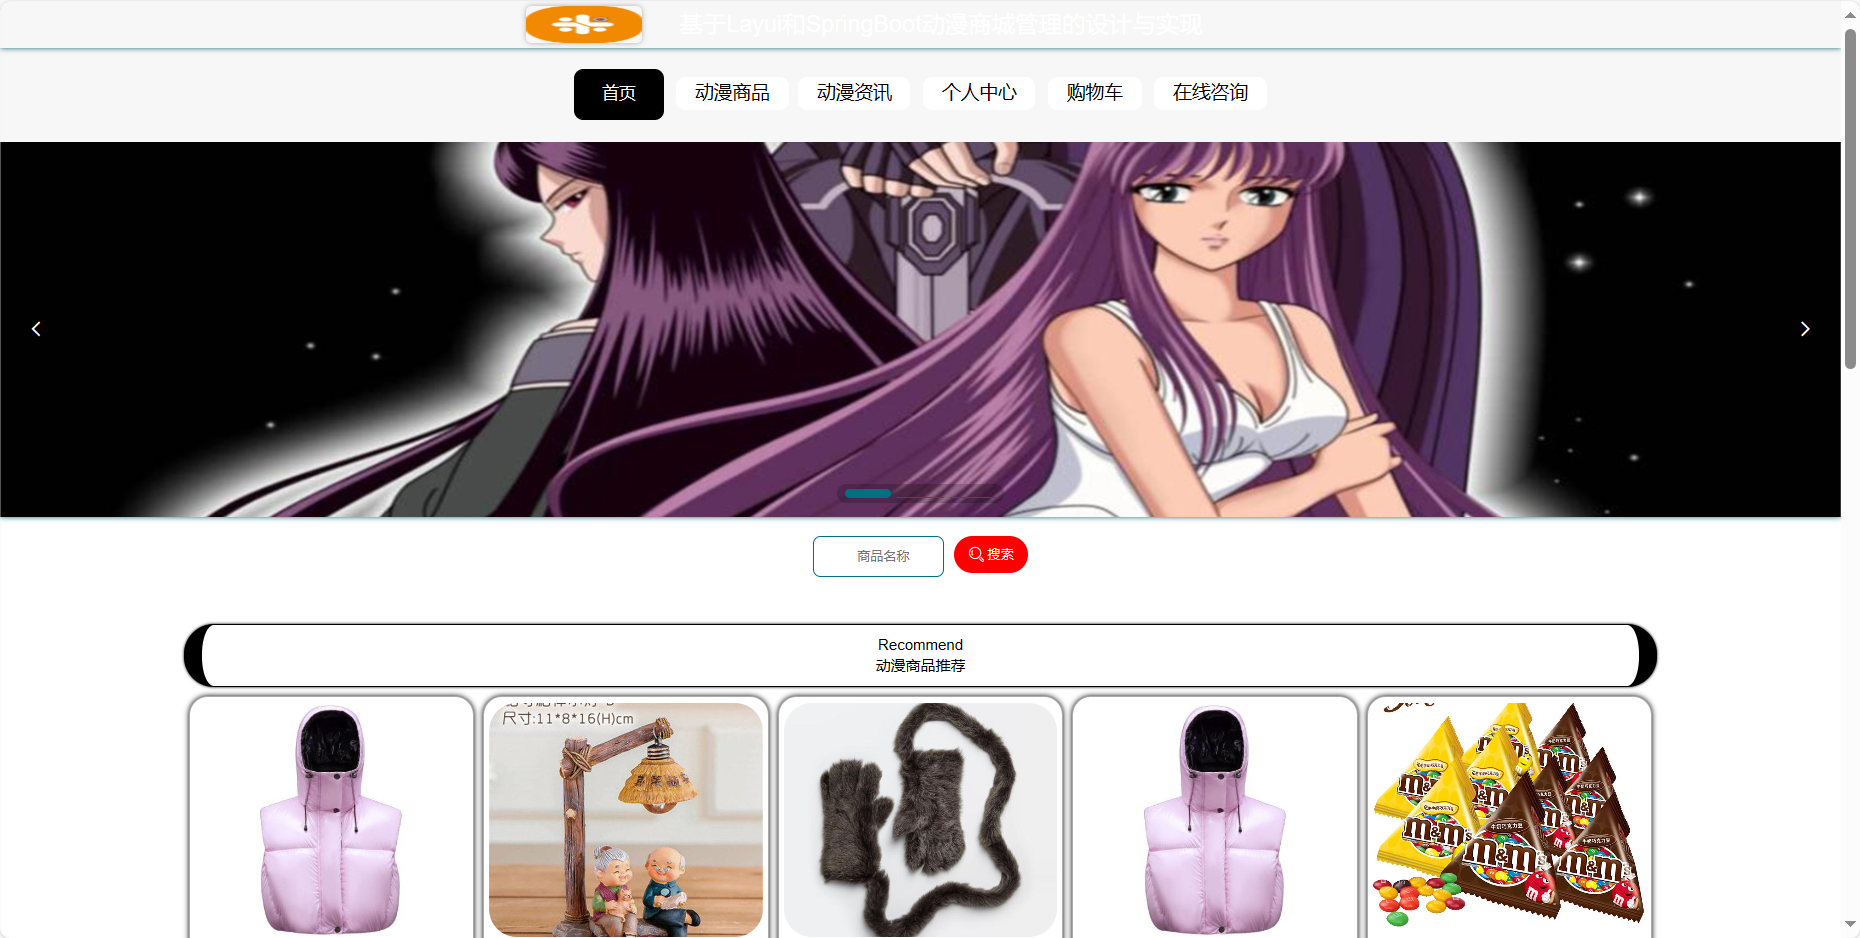 基于Layui和SpringBoot动漫商城管理的设计与实现
首页
动漫商品
动漫资讯
个人中心
购物车
在线咨询
商品名称
搜索
Recommend
动漫商品推荐
尺寸:11*8*16(H)cm
m&m's
m&m
m&m's
m&m's
m&m